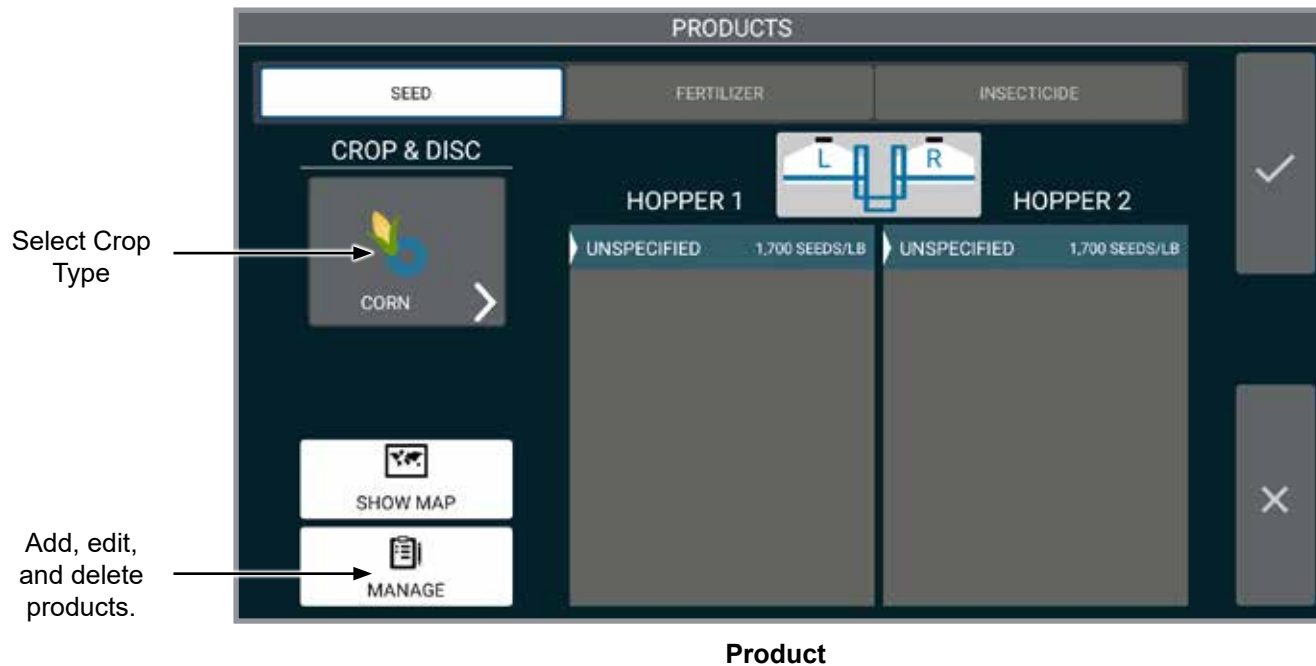 PRODUCTS
SEED
FERTILIZER
INSECTICIDE
CROP & DISC
L
R
HOPPER 1
HOPPER 2
Select Crop
Type
UNSPECIFIED 1,700 SEEDS/LB
UNSPECIFIED 1,700 SEEDS/LB
CORN
SHOW MAP
Add, edit,
and delete
products.
MANAGE
Product